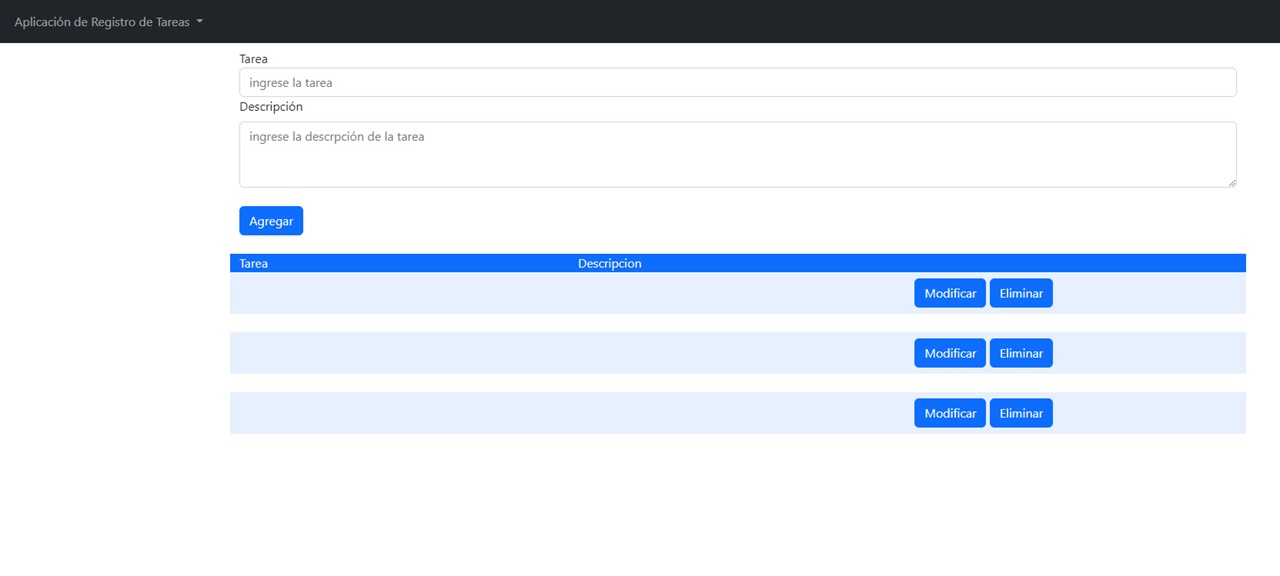 Aplicación de Registro de Tareas
Tarea
ingrese la tarea
Descripción
ingrese la descrpción de la tarea
Agregar
Tarea Descripcion
Modificar Eliminar
Modificar Eliminar
Modificar Eliminar